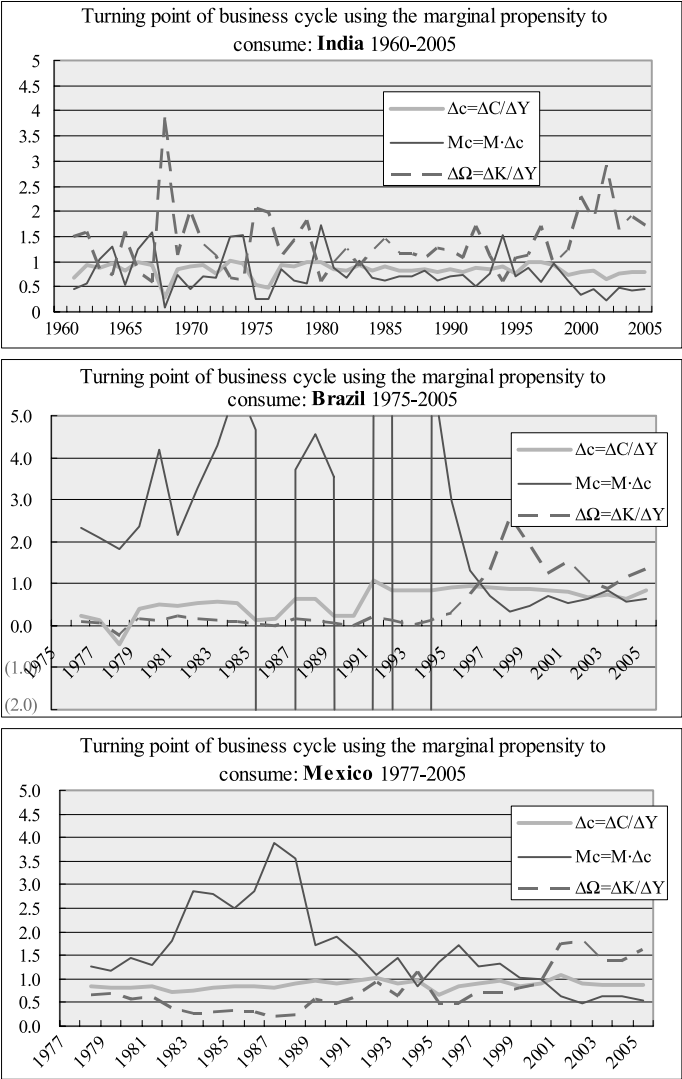 Turning point of business cycle using the marginal propensity to
consume: India 1960-2005
5
4.5
4
3.5
3
2.5
2
1.5
1
0.5
0
Δc=ΔC/ΔY
Mc=M·Δc
ΔΩ=ΔK/ΔY
1960 1965 1970 1975 1980 1985 1990 1995 2000 2005
Turning point of business cycle using the marginal propensity to
consume: Brazil 1975-2005
5.0
4.0
3.0
2.0
1.0
0.0
(1.0)
(2.0)
Δc=ΔC/ΔY
Mc=M·Δc
ΔΩ=ΔK/ΔY
1975 1977 1979 1981 1983 1985 1987 1989 1991 1993 1995 1997 1999 2001 2003 2005
Turning point of business cycle using the marginal propensity to
consume: Mexico 1977-2005
5.0
4.5
4.0
3.5
3.0
2.5
2.0
1.5
1.0
0.5
0.0
Δc=ΔC/ΔY
Mc=M·Δc
ΔΩ=ΔK/ΔY
1977 1979 1981 1983 1985 1987 1989 1991 1993 1995 1997 1999 2001 2003 2005